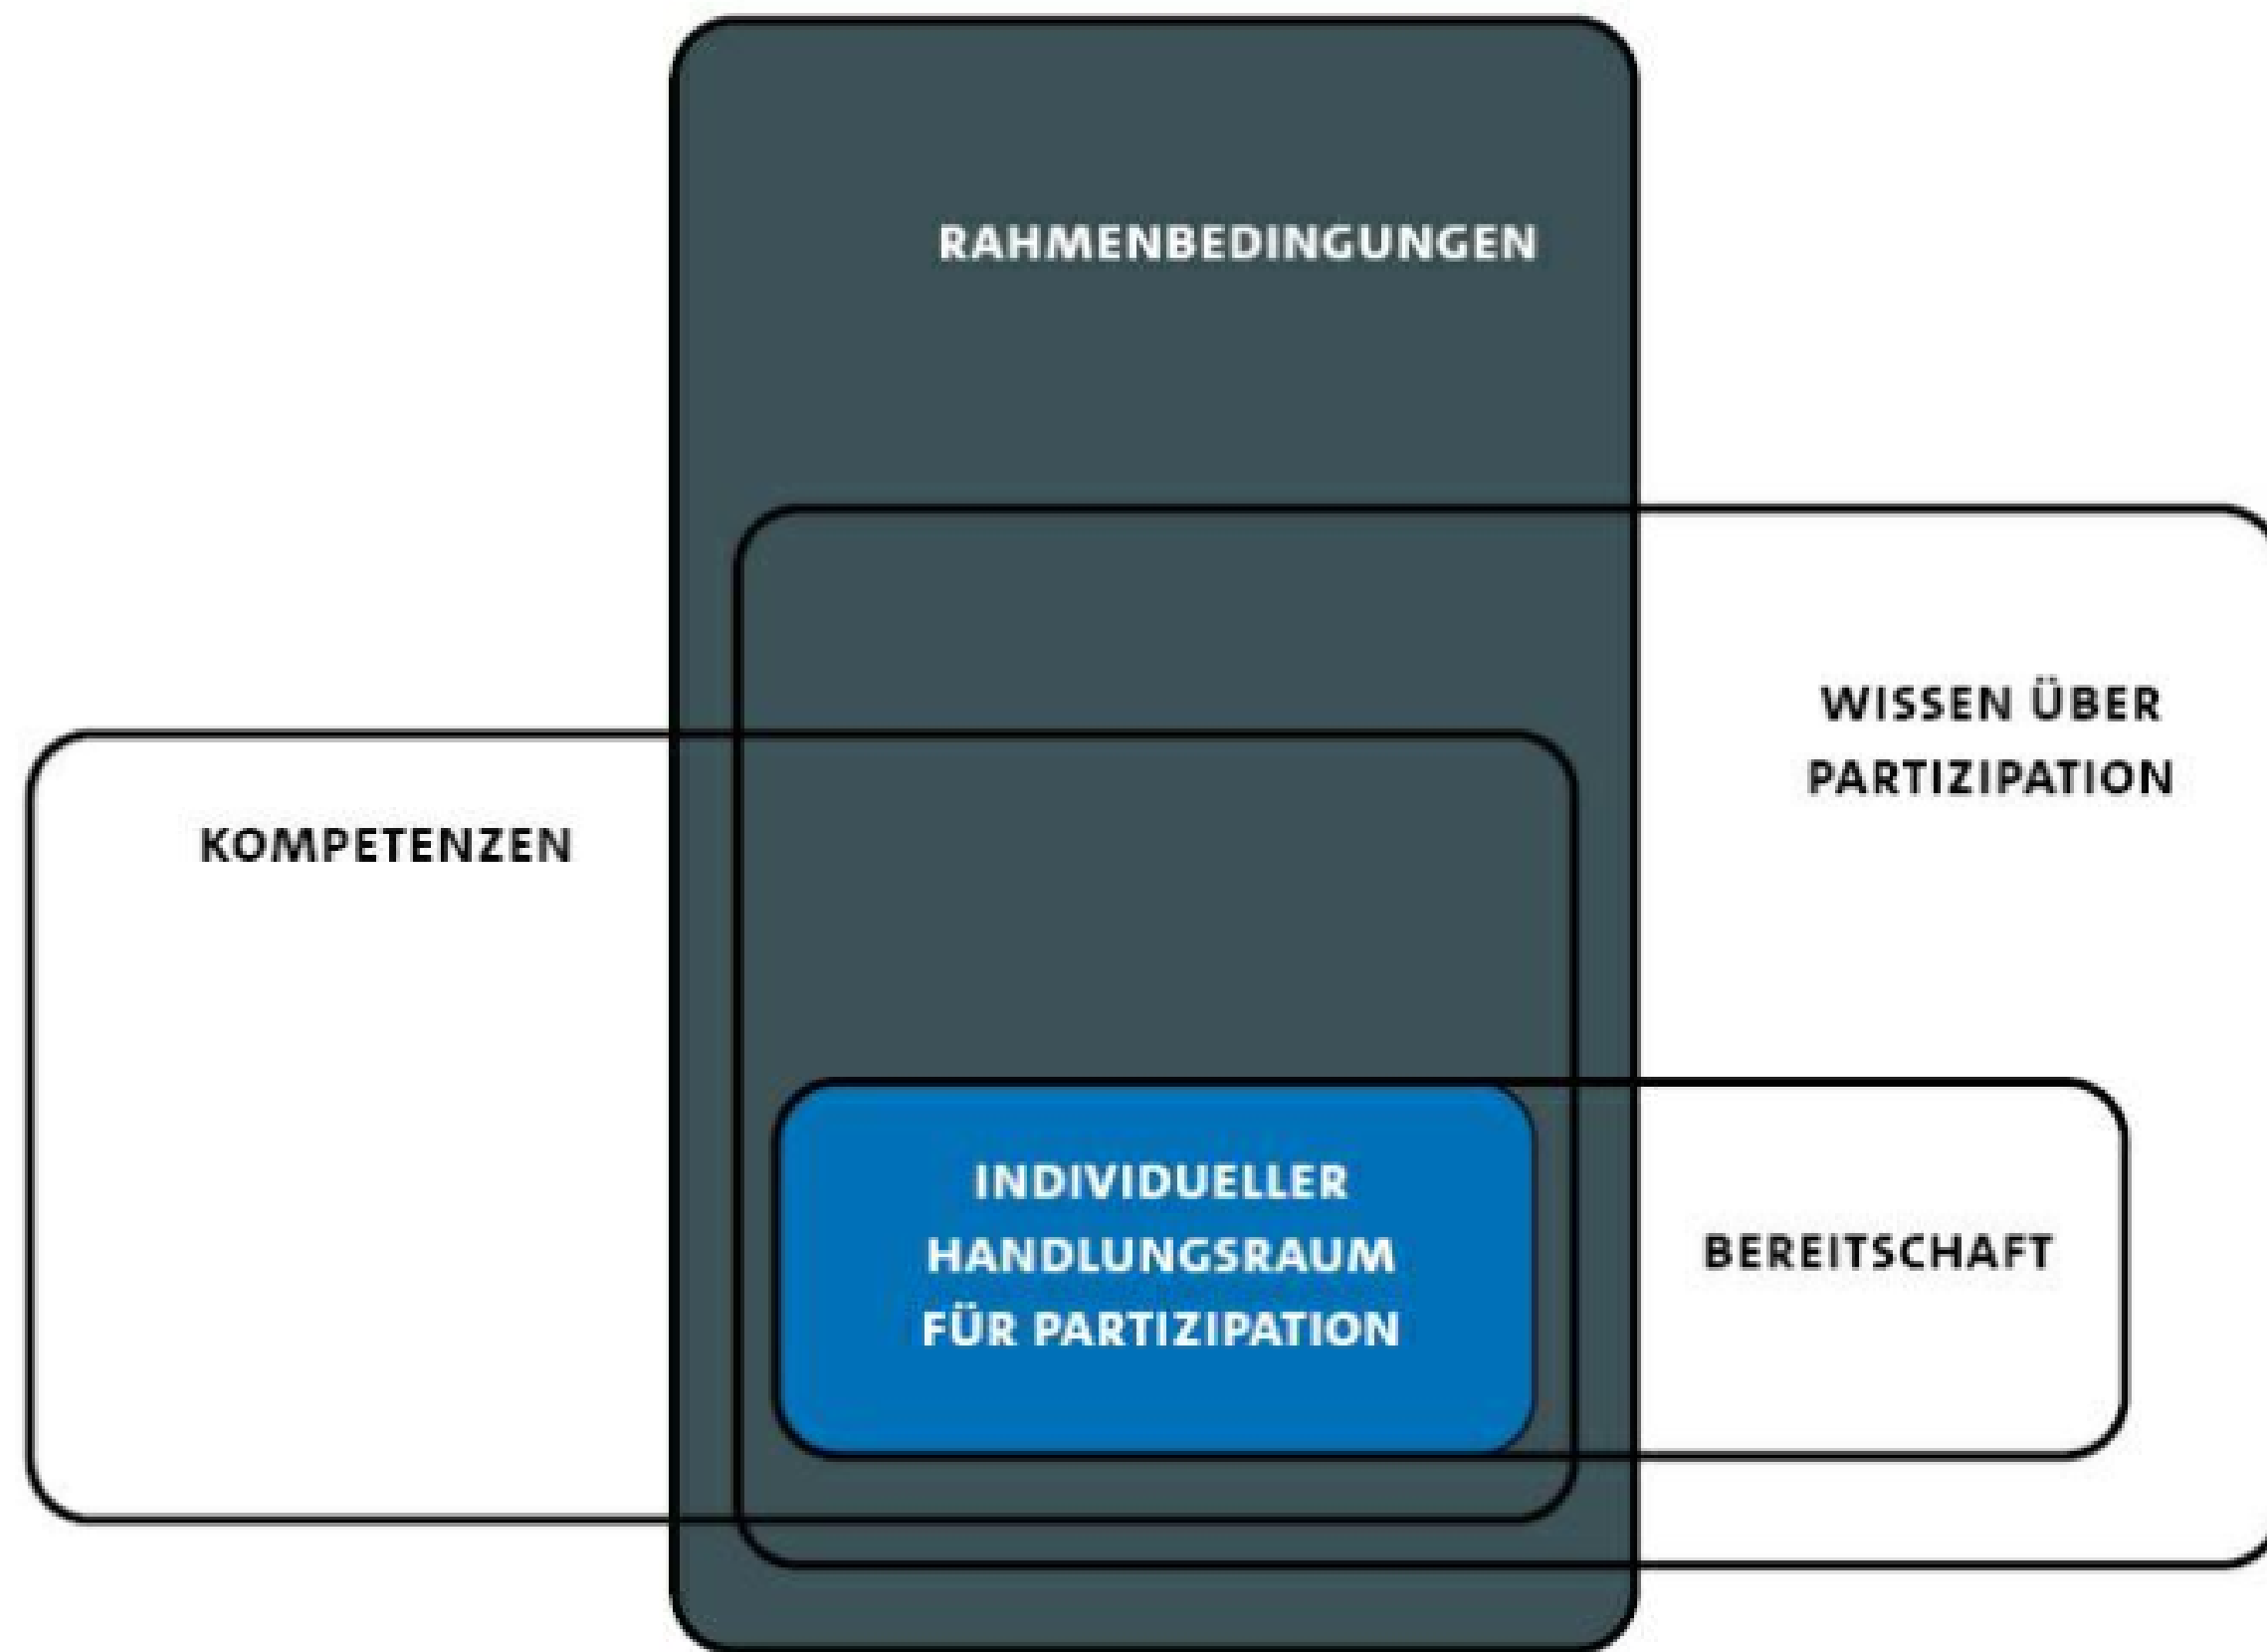 RAHMENBEDINGUNGEN
WISSEN ÜBER
PARTIZIPATION
KOMPETENZEN
INDIVIDUELLER
HANDLUNGSRAUM
FÜR PARTIZIPATION
BEREITSCHAFT